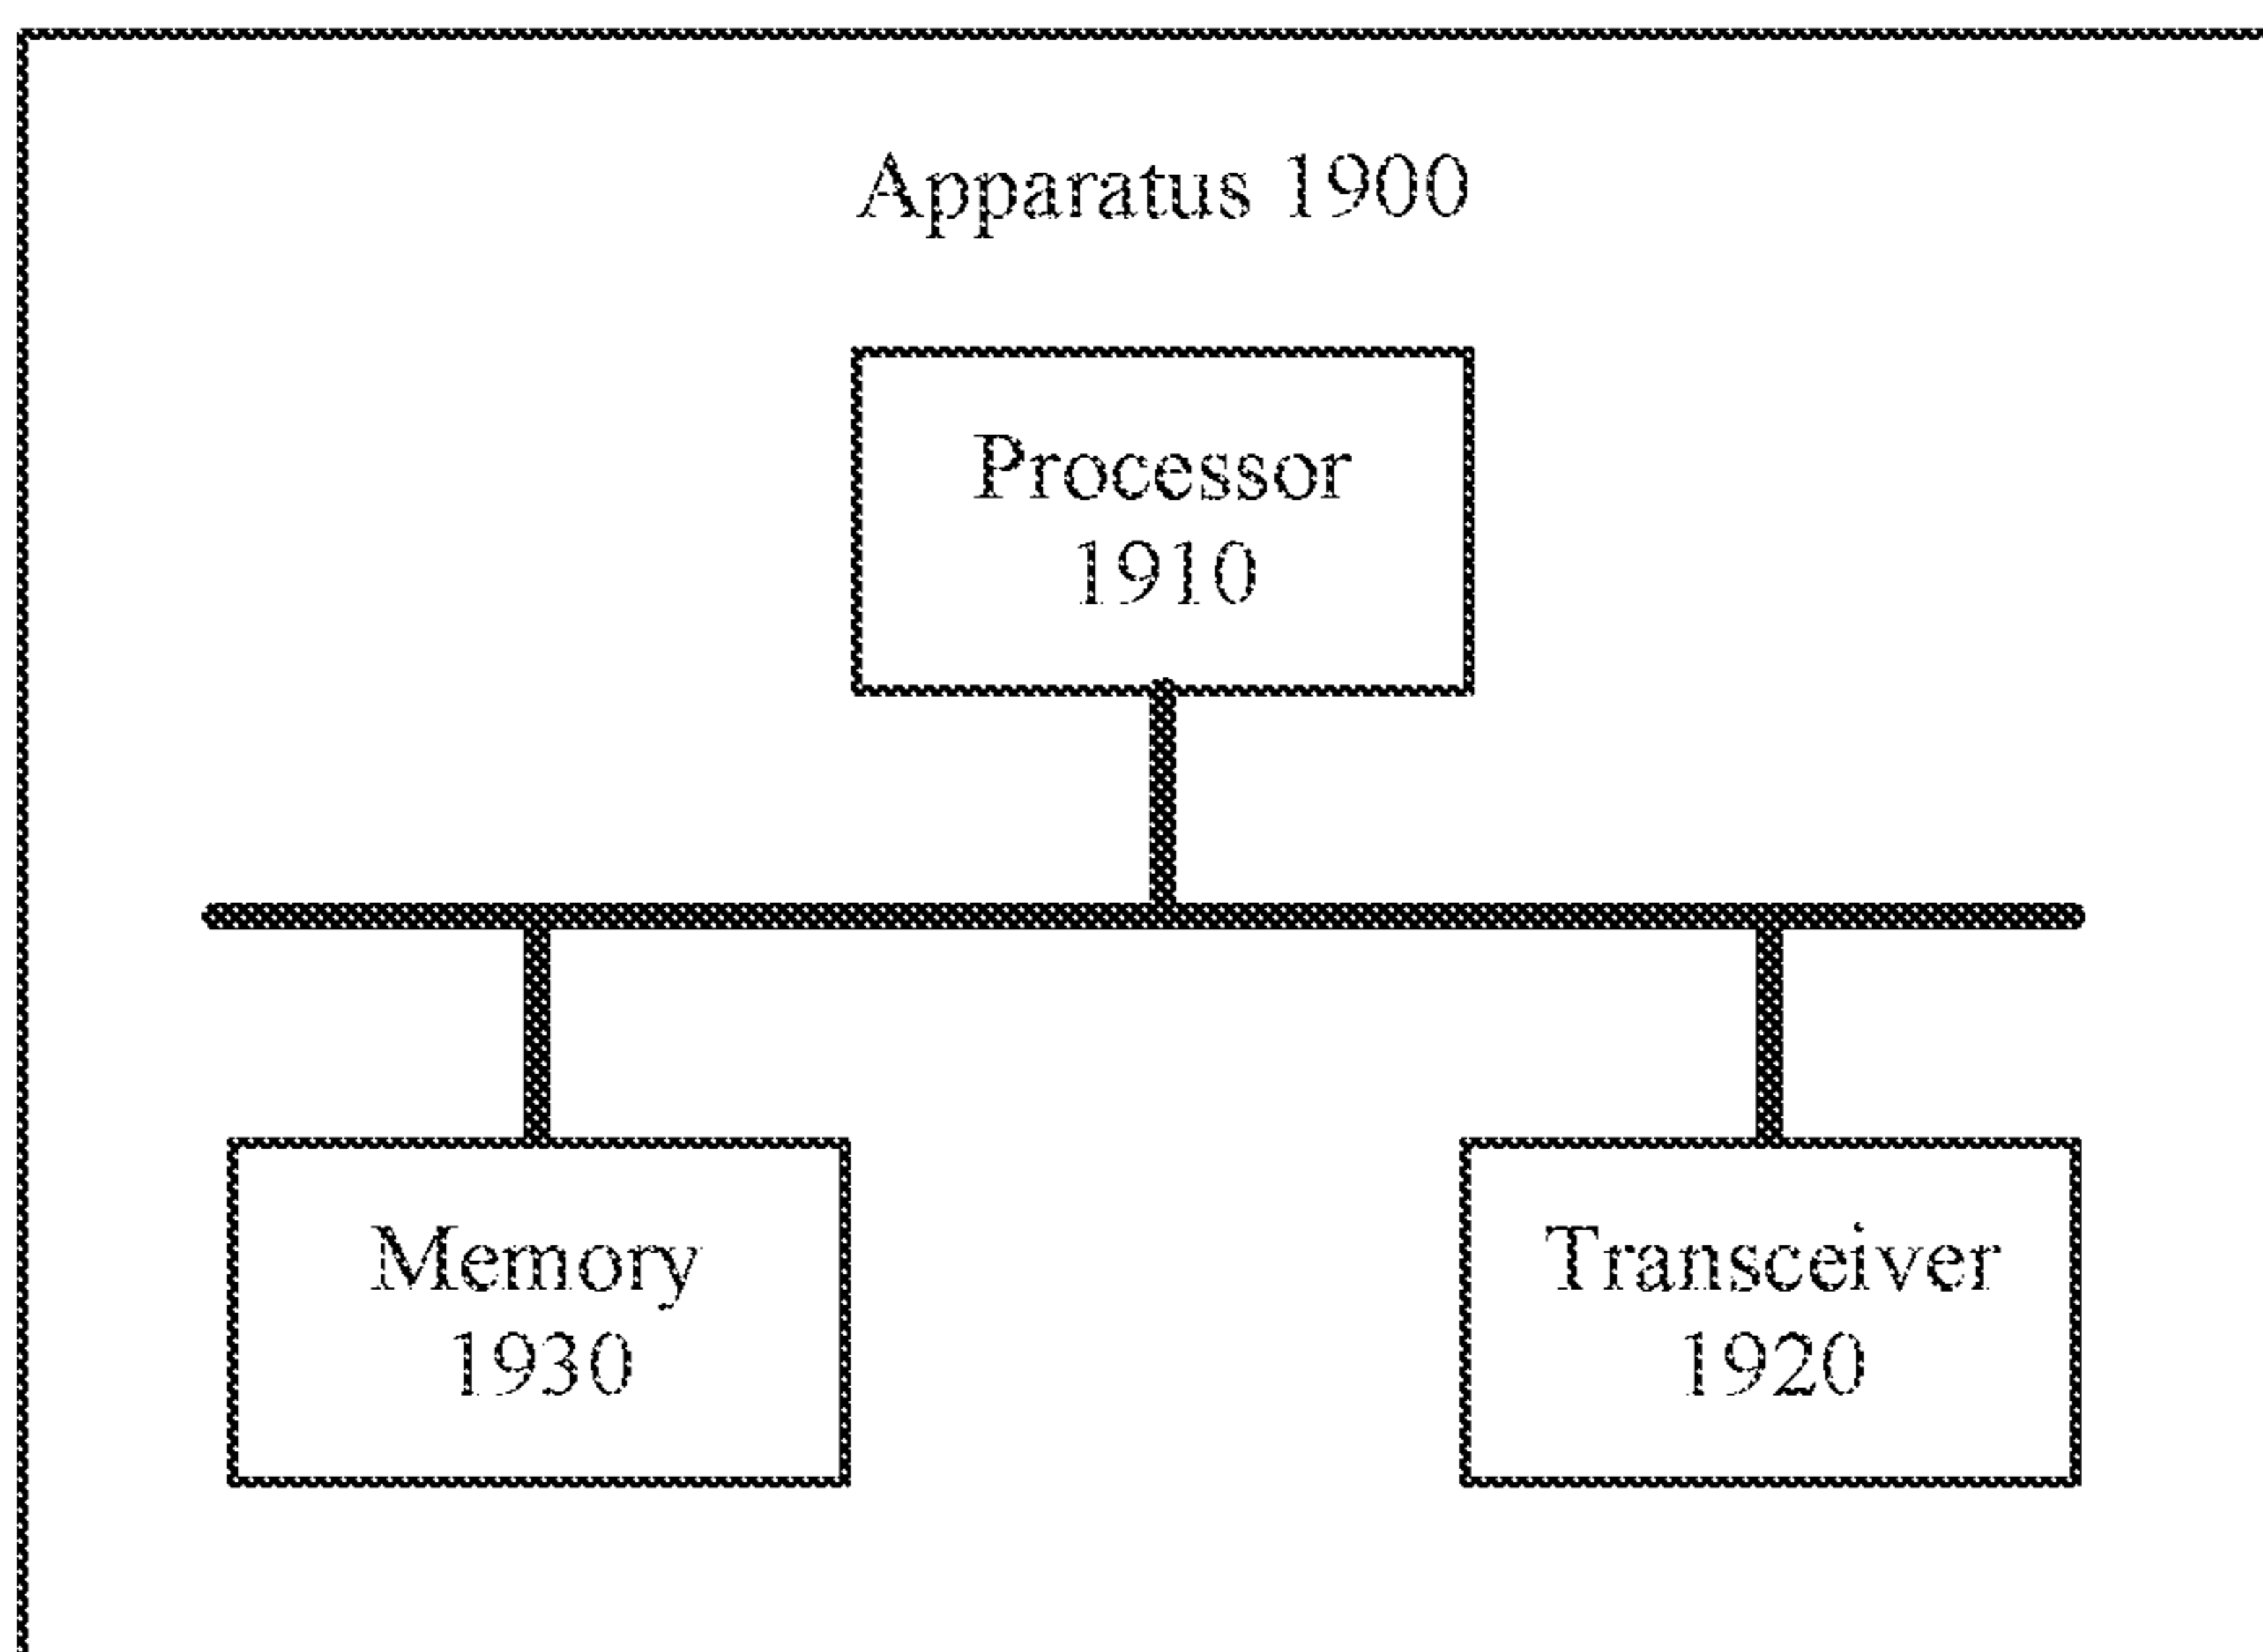 Apparatus 1900
Processor
1910
Memory
1930
Transceiver
1920